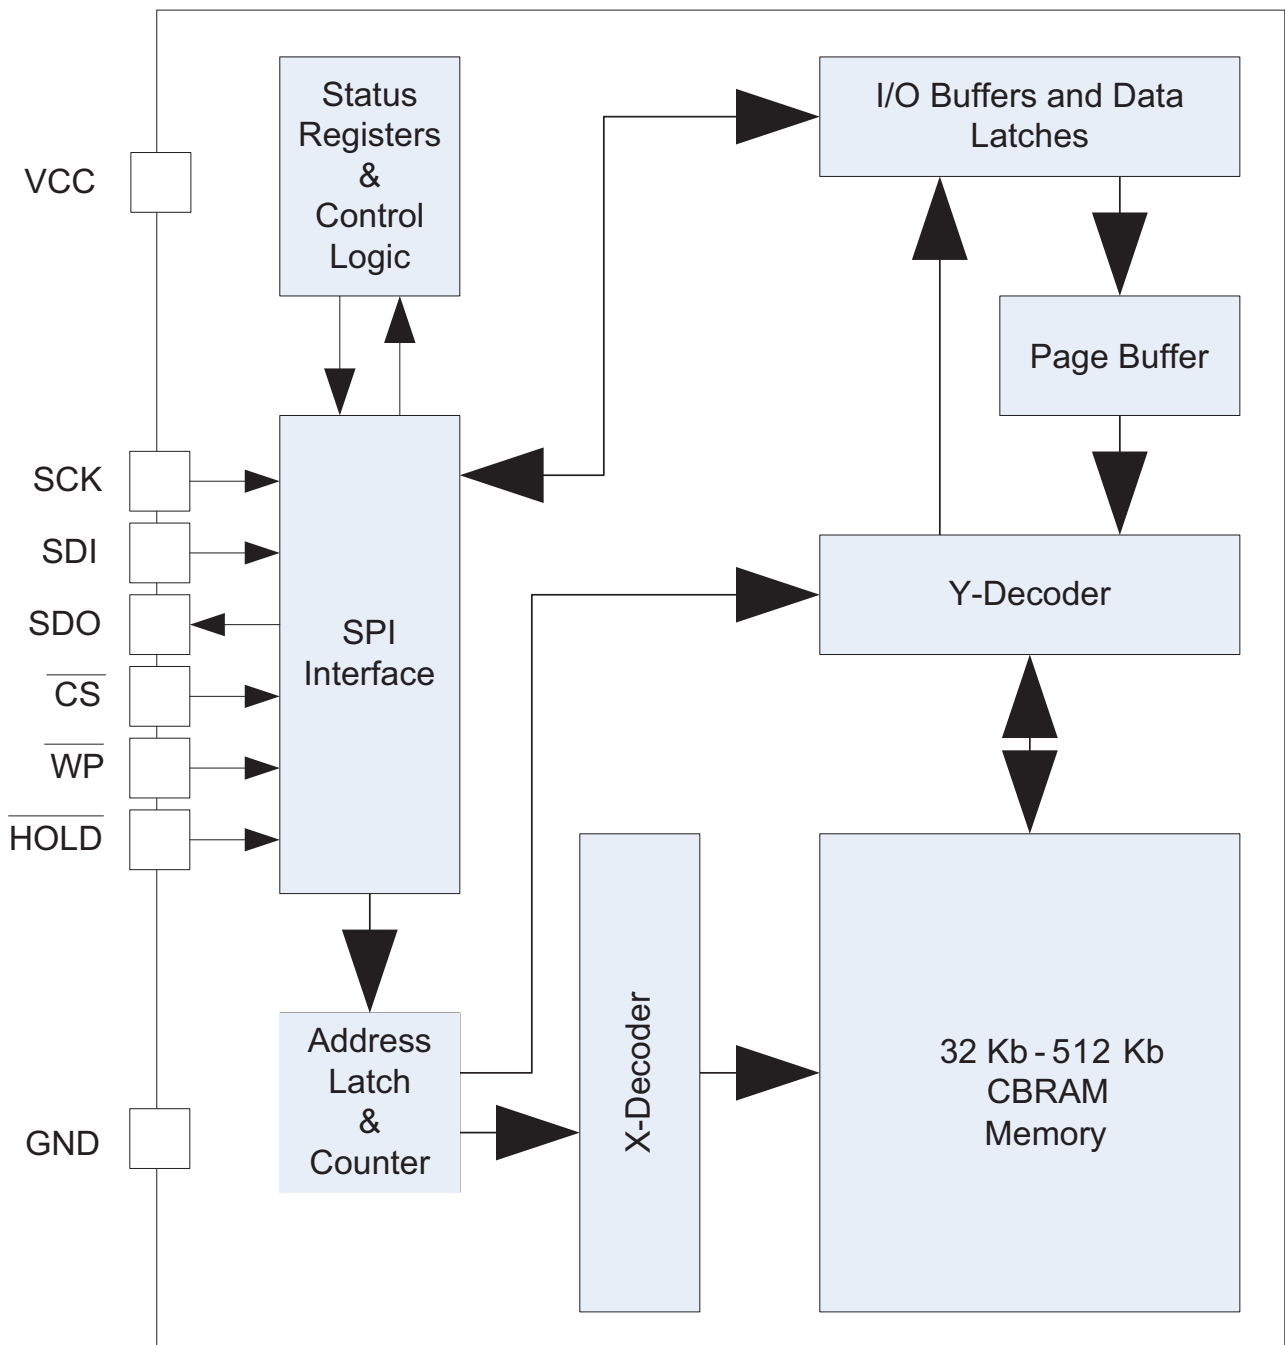 Status
Registers
&
Control
Logic
I/O Buffers and Data
Latches
VCC
Page Buffer
SCK
SDI
SDO
CS
WP
HOLD
SPI
Interface
Y-Decoder
Address
Latch
&
Counter
X-Decoder
32 Kb - 512 Kb
CBRAM
Memory
GND